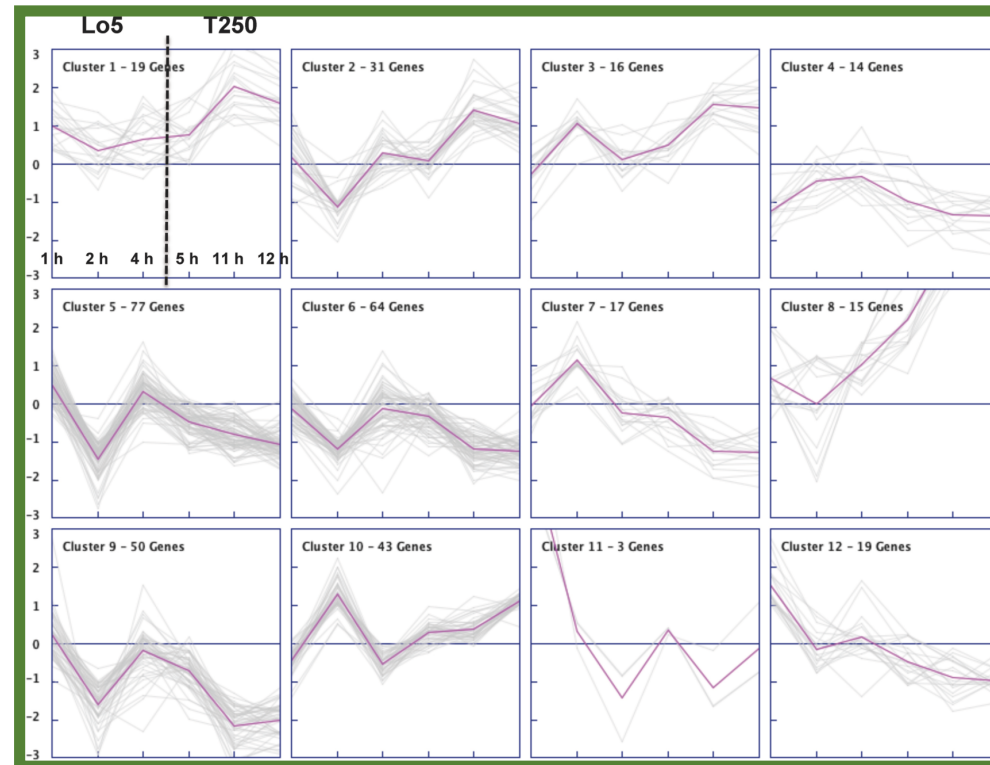 Lo5 T250
Cluster 1 – 19 Genes
Cluster 2 – 31 Genes
Cluster 3 – 16 Genes
Cluster 4 – 14 Genes
3
2
1
0
-1
-2
-3
1 h 2 h 4 h 5 h 11 h 12 h
Cluster 5 – 77 Genes
Cluster 6 – 64 Genes
Cluster 7 – 17 Genes
Cluster 8 – 15 Genes
3
2
1
0
-1
-2
-3
Cluster 9 – 50 Genes
Cluster 10 – 43 Genes
Cluster 11 – 3 Genes
Cluster 12 – 19 Genes
3
2
1
0
-1
-2
-3